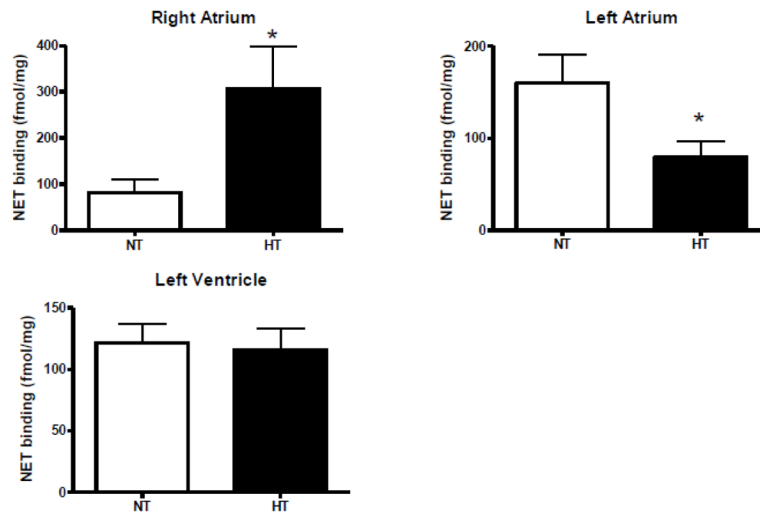 Right Atrium
NET binding (fmol/mg)
400
300
200
100
0
*
NT HT
Left Atrium
NET binding (fmol/mg)
200
100
0
*
NT HT
Left Ventricle
NET binding (fmol/mg)
150
100
50
0
NT HT